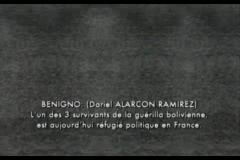 BENIGNO (Dariel ALARCON RAMIREZ)
L'un des 3 survivants de la guérilla bolivienne,
est aujourd'hui réfugié politique en France.